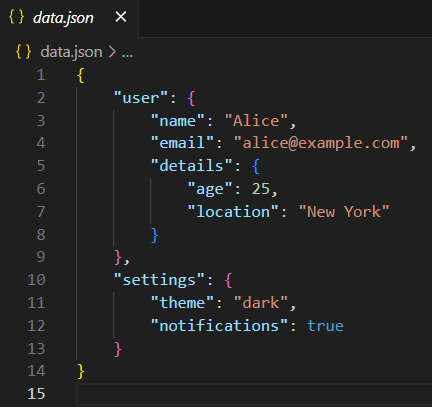 { } data.json ×
{ } data.json > ...
1 {
2     "user": {
3         "name": "Alice",
4         "email": "alice@example.com",
5         "details": {
6             "age": 25,
7             "location": "New York"
8         }
9     },
10     "settings": {
11         "theme": "dark",
12         "notifications": true
13     }
14 }
15